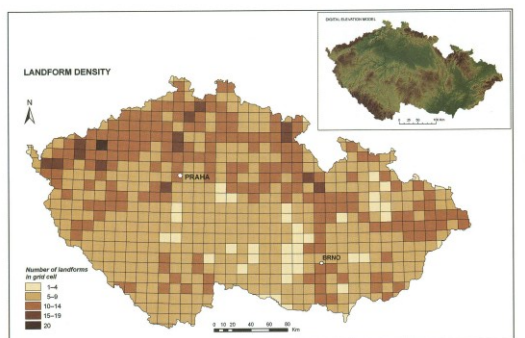 DIGITAL ELEVATION MODEL
LANDFORM DENSITY
N
PRAHA
BRNO
Number of landforms
in grid cell
1–4
5–9
10–14
15–19
20
0 10 20 40 60 80
Km